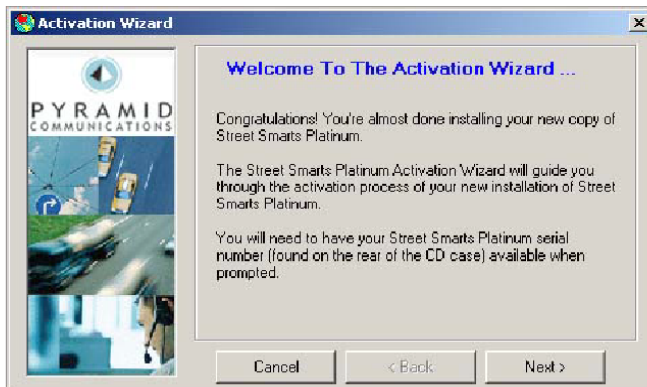 Activation Wizard
PYRAMID
COMMUNICATIONS
Welcome To The Activation Wizard ...
Congratulations! You're almost done installing your new copy of
Street Smarts Platinum.
The Street Smarts Platinum Activation Wizard will guide you
through the activation process of your new installation of Street
Smarts Platinum.
You will need to have your Street Smarts Platinum serial
number (found on the rear of the CD case) available when
prompted.
Cancel
< Back
Next >